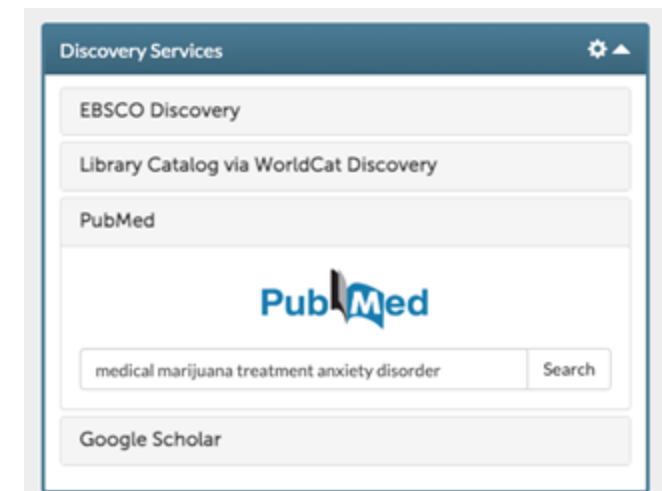 Discovery Services
EBSCO Discovery
Library Catalog via WorldCat Discovery
PubMed
PubMed
medical marijuana treatment anxiety disorder Search
Google Scholar